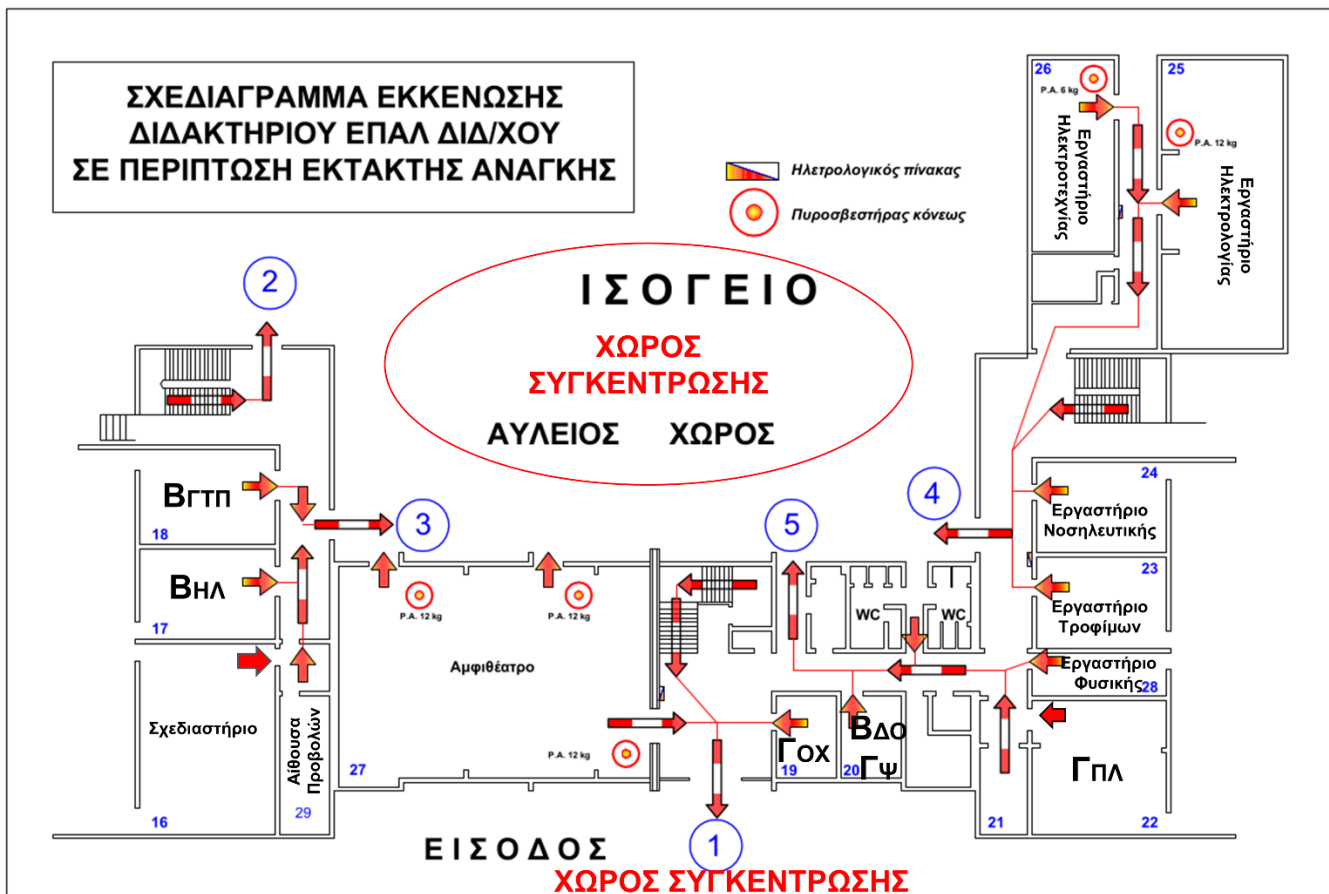 ΣΧΕΔΙΑΓΡΑΜΜΑ ΕΚΚΕΝΩΣΗΣ
ΔΙΔΑΚΤΗΡΙΟΥ ΕΠΑΛ ΔΙΔ/ΧΟΥ
ΣΕ ΠΕΡΙΠΤΩΣΗ ΕΚΤΑΚΤΗΣ ΑΝΑΓΚΗΣ
Ηλετρολογικός πίνακας
Πυροσβεστήρας κόνεως
26
P.A. 6 kg
Εργαστήριο
Ηλεκτροτεχνίας
25
P.A. 12 kg
Εργαστήριο
Ηλεκτρολογίας
ΙΣΟΓΕΙΟ
ΧΩΡΟΣ
ΣΥΓΚΕΝΤΡΩΣΗΣ
ΑΥΛΕΙΟΣ ΧΩΡΟΣ
2
3
5
4
ΒΓΤΠ
18
ΒΗΛ
17
Σχεδιαστήριο
16
Αίθουσα
Προβολών
29
P.A. 12 kg
P.A. 12 kg
Αμφιθέατρο
P.A. 12 kg
27
WC
WC
24
Εργαστήριο
Νοσηλευτικής
23
Εργαστήριο
Τροφίμων
Εργαστήριο
Φυσικής
28
ΓΟΧ
19
ΒΔΟ
ΓΨ
20
21
ΓΠΛ
22
ΕΙΣΟΔΟΣ
1
ΧΩΡΟΣ ΣΥΓΚΕΝΤΡΩΣΗΣ